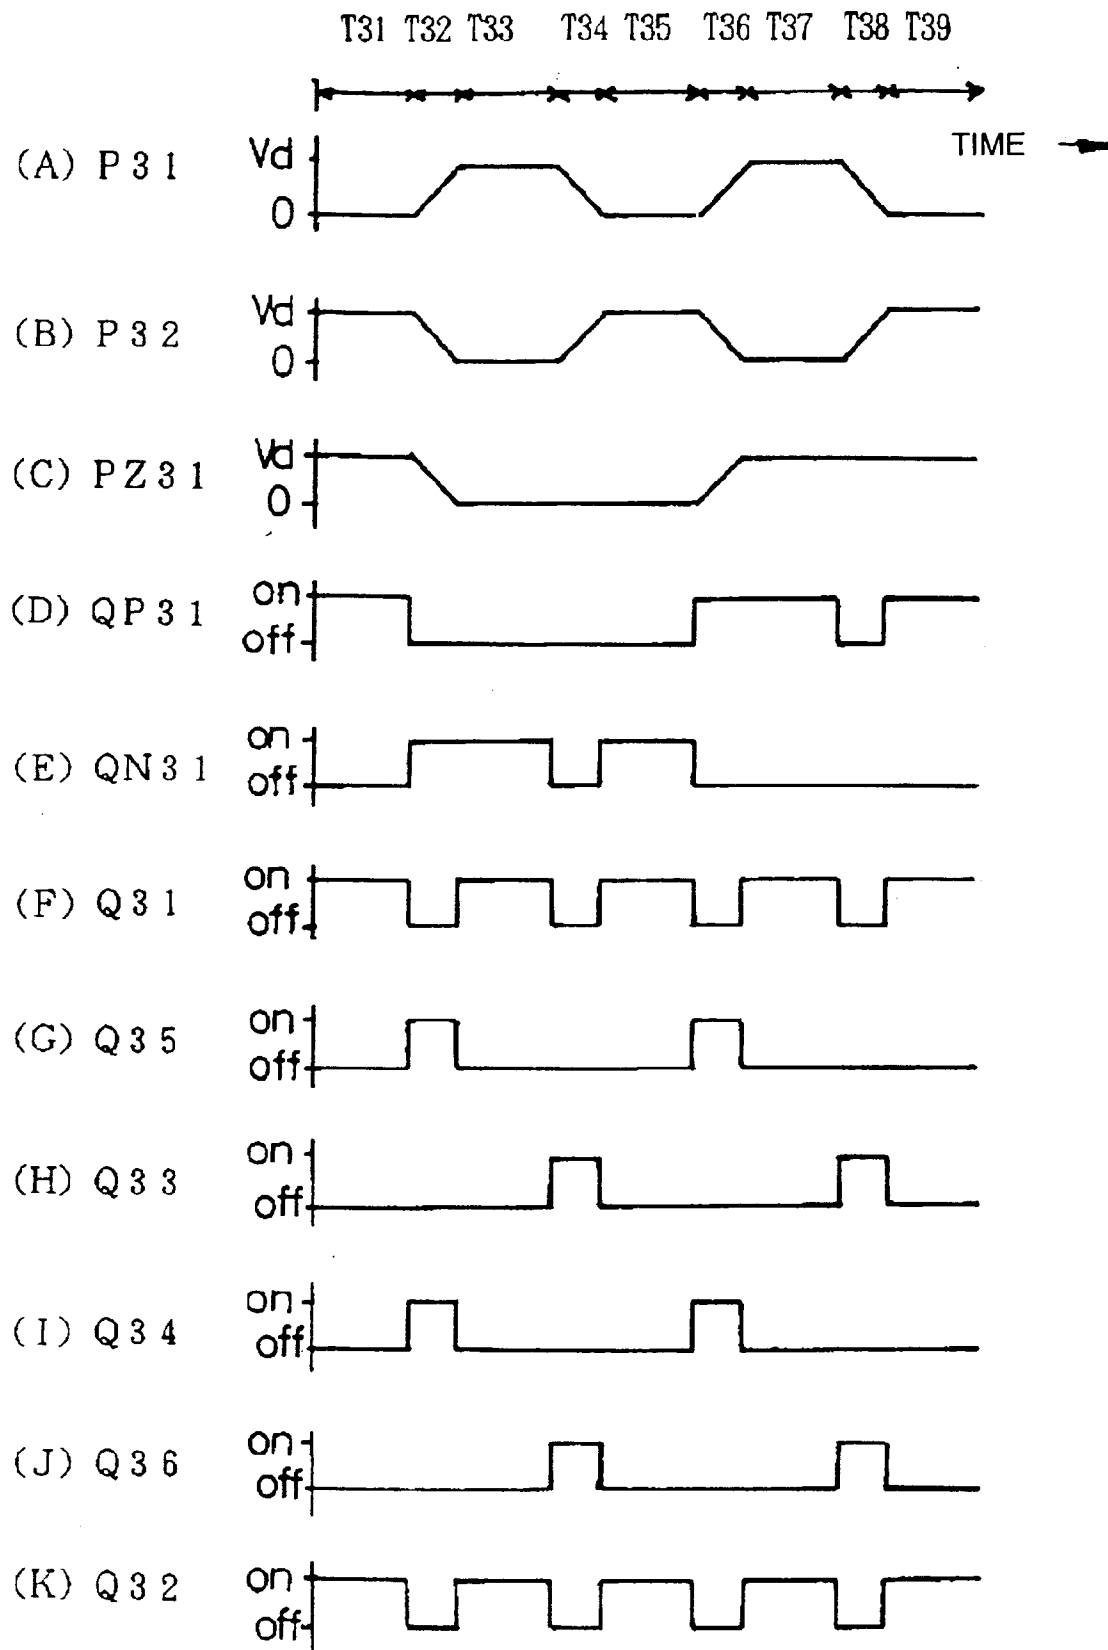 T31 T32 T33 T34 T35 T36 T37 T38 T39
TIME
(A) P31 Vd
0
(B) P32 Vd
0
(C) PZ31 Vd
0
(D) QP31 on
off
(E) QN31 on
off
(F) Q31 on
off
(G) Q35 on
off
(H) Q33 on
off
(I) Q34 on
off
(J) Q36 on
off
(K) Q32 on
off